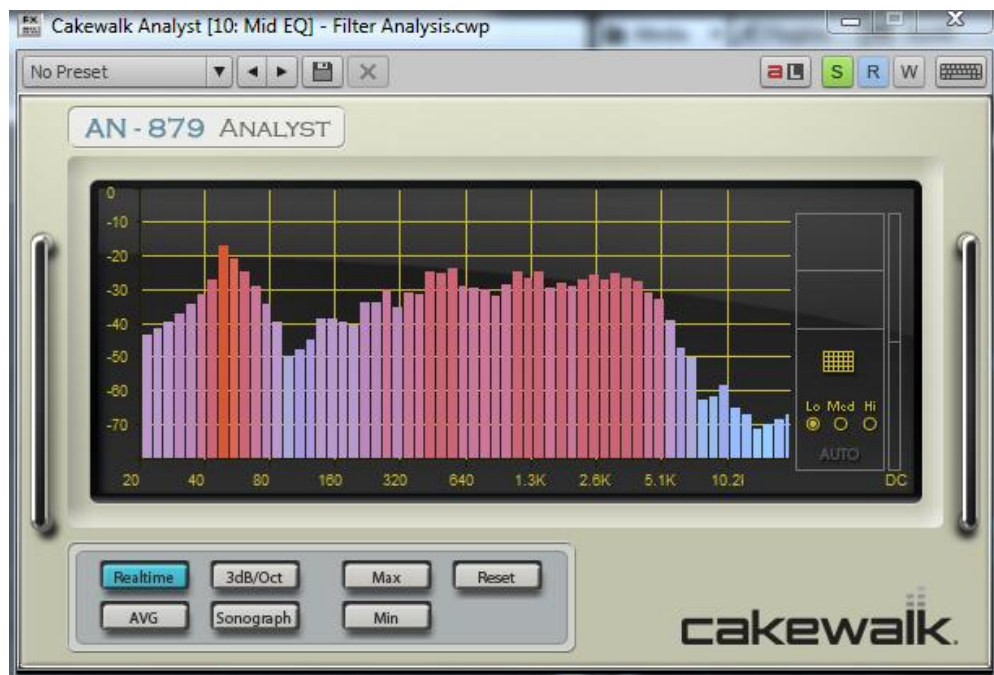 Cakewalk Analyst [10: Mid EQ] - Filter Analysis.cwp
No Preset
a L S R W
AN-879 ANALYST
0
-10
-20
-30
-40
-50
-60
-70
Lo Med Hi
AUTO
20 40 80 160 320 640 1.3K 2.6K 5.1K 10.2 DC
Realtime 3dB/Oct Max Reset
AVG Sonograph Min
cakewalk.